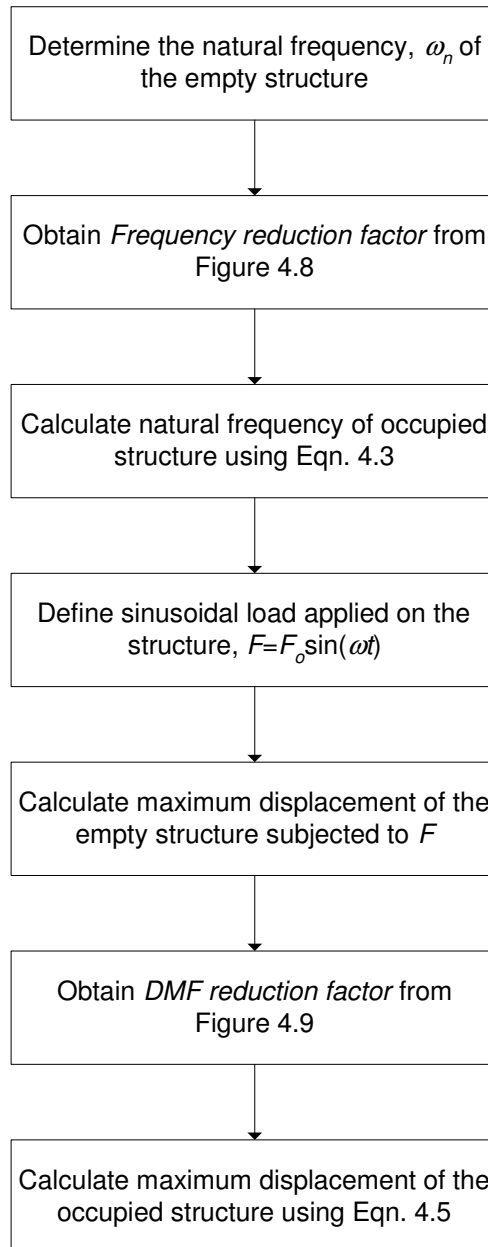 Determine the natural frequency, ωn of
the empty structure
Obtain Frequency reduction factor from
Figure 4.8
Calculate natural frequency of occupied
structure using Eqn. 4.3
Define sinusoidal load applied on the
structure, F=Fosin(ωt)
Calculate maximum displacement of the
empty structure subjected to F
Obtain DMF reduction factor from
Figure 4.9
Calculate maximum displacement of the
occupied structure using Eqn. 4.5